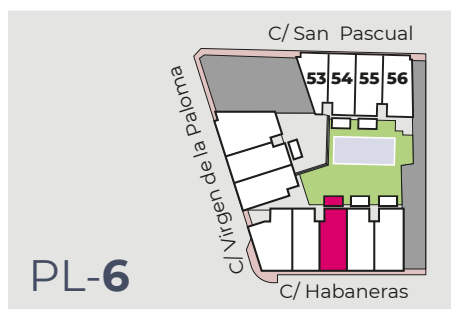 C/ San Pascual
53 54 55 56
C/ Virgen de la Paloma
PL-6
C/ Habaneras